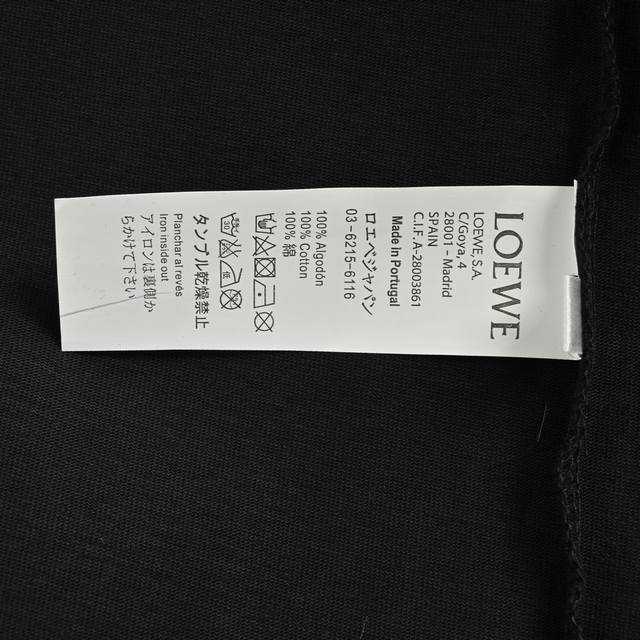 LOEWE
LOEWE, S.A.
C/Goya, 4
28001 - Madrid
SPAIN
C.I.F.A-28003861
Made in Portugal
ロエベジャパン
03-6215-6116
100% Algodón
100% Cotton
100% 綿
タンブル乾燥禁止
Planchar al revés
Iron inside out
アイロンは裏側か
らかけて下さい